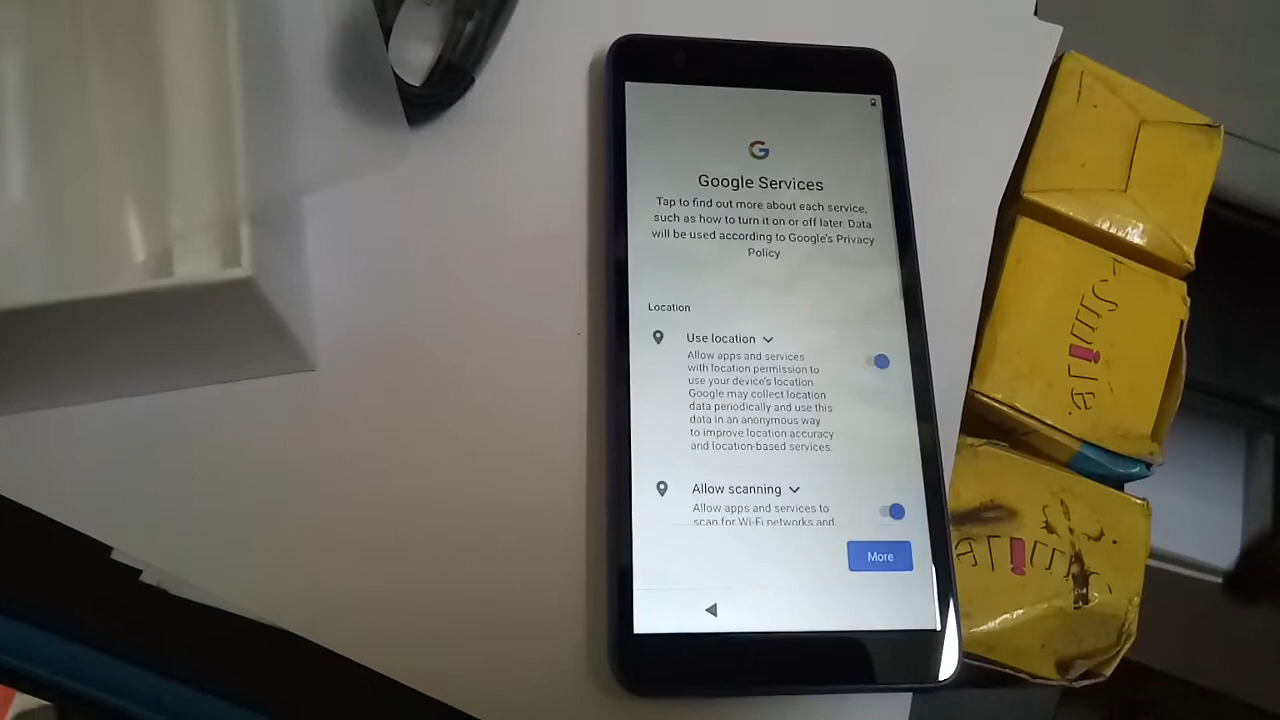 Google Services
Tap to find out more about each service,
such as how to turn it on or off later. Data
will be used according to Google's Privacy
Policy
Location
Use location
Allow apps and services
with location permission to
use your device's location
Google may collect location
data periodically and use this
data in an anonymous way
to improve location accuracy
and location-based services.
Allow scanning
Allow apps and services to
scan for Wi-Fi networks and
More